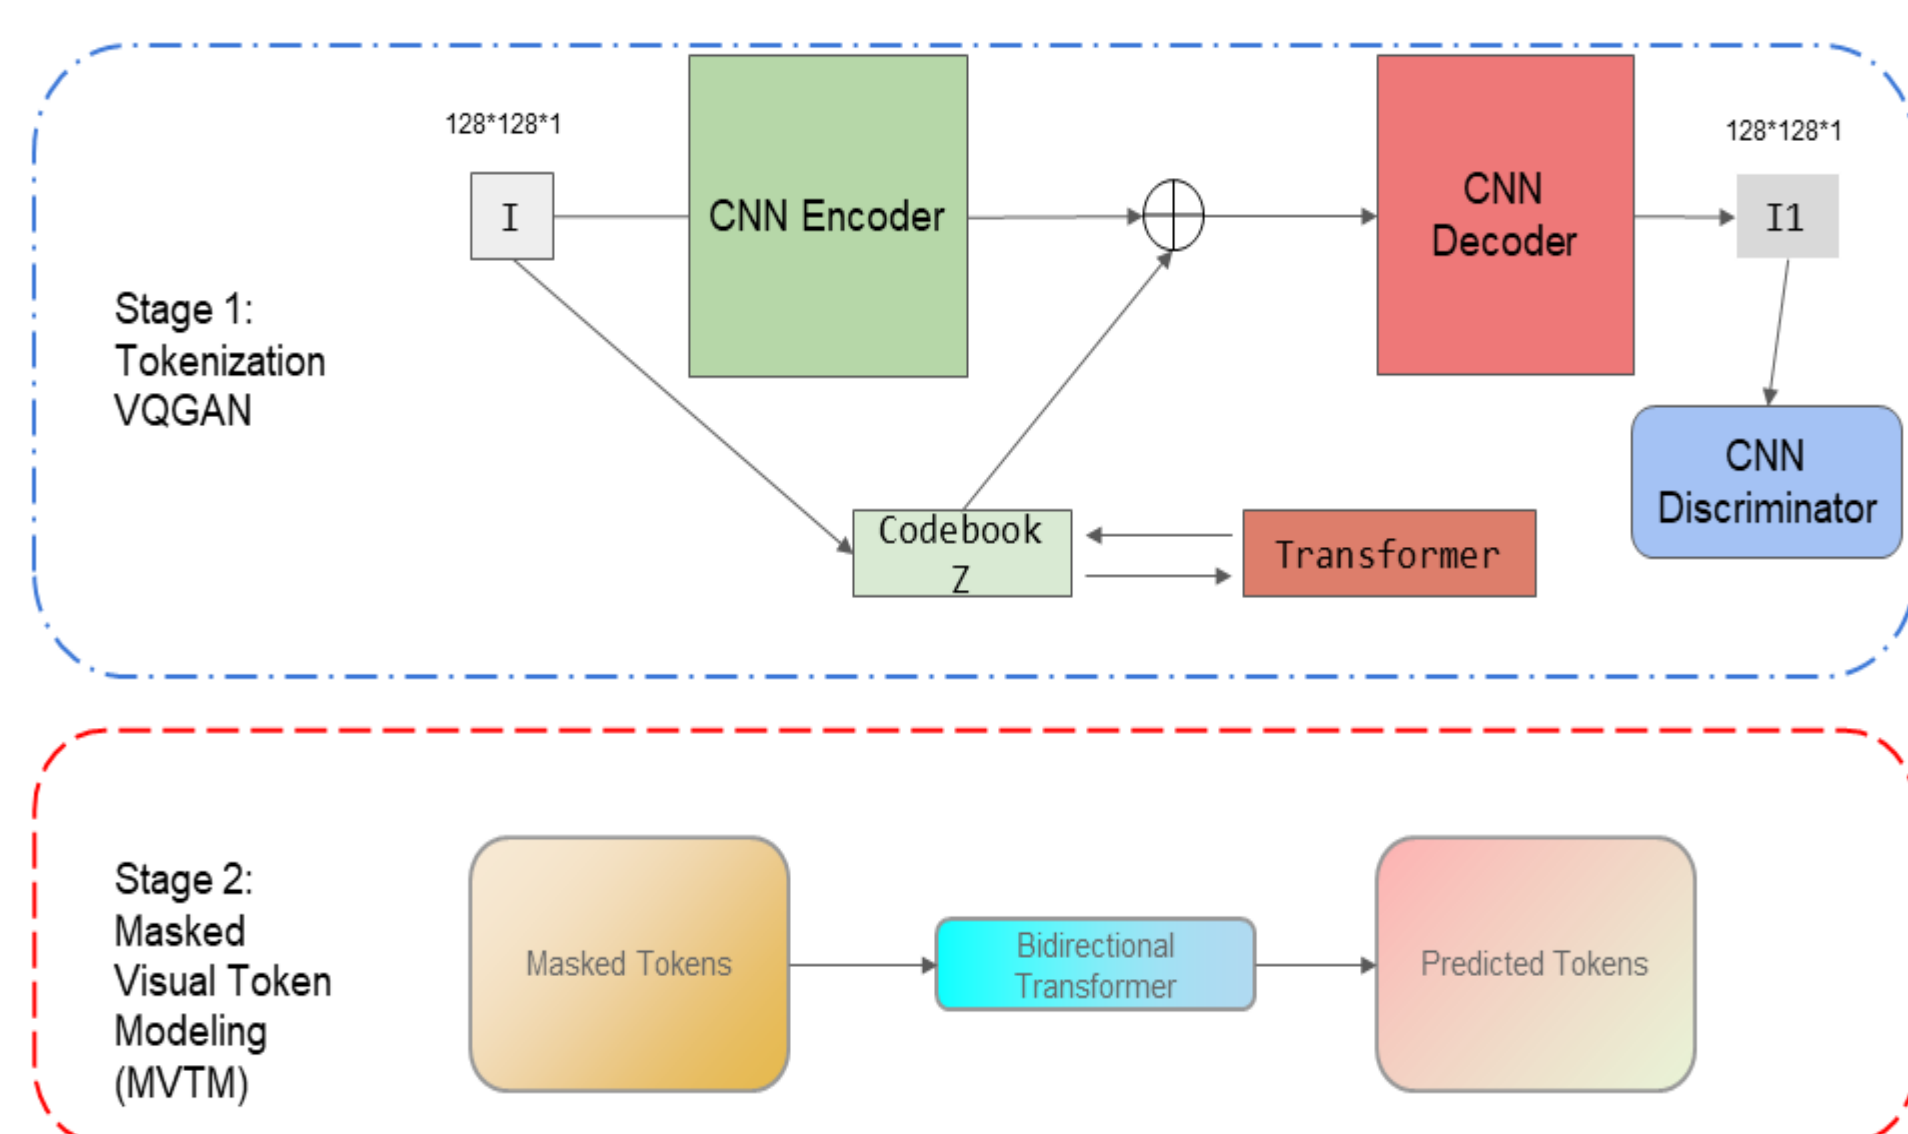 128*128*1
128*128*1
I
CNN Encoder
CNN
Decoder
I1
Stage 1:
Tokenization
VQGAN
CNN
Discriminator
Codebook
Z
Transformer
Stage 2:
Masked
Visual Token
Modeling
(MVTM)
Masked Tokens
Bidirectional
Transformer
Predicted Tokens